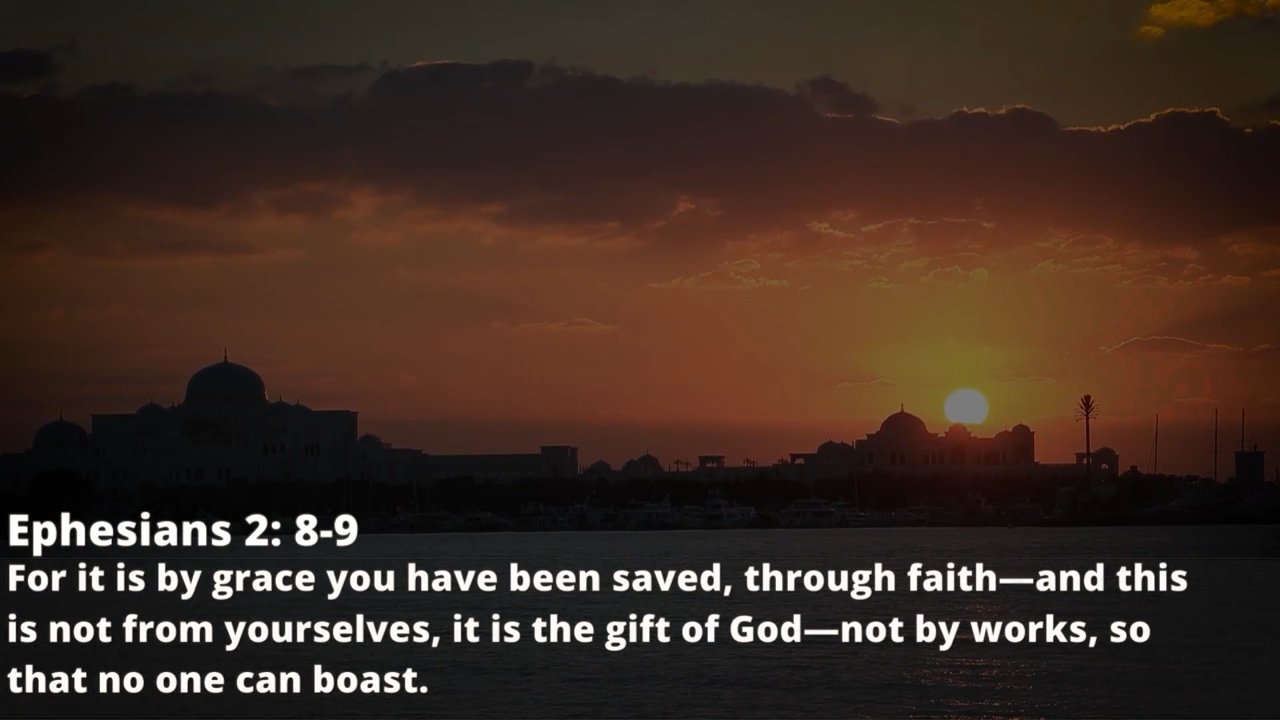 Ephesians 2: 8-9
For it is by grace you have been saved, through faith—and this
is not from yourselves, it is the gift of God—not by works, so
that no one can boast.